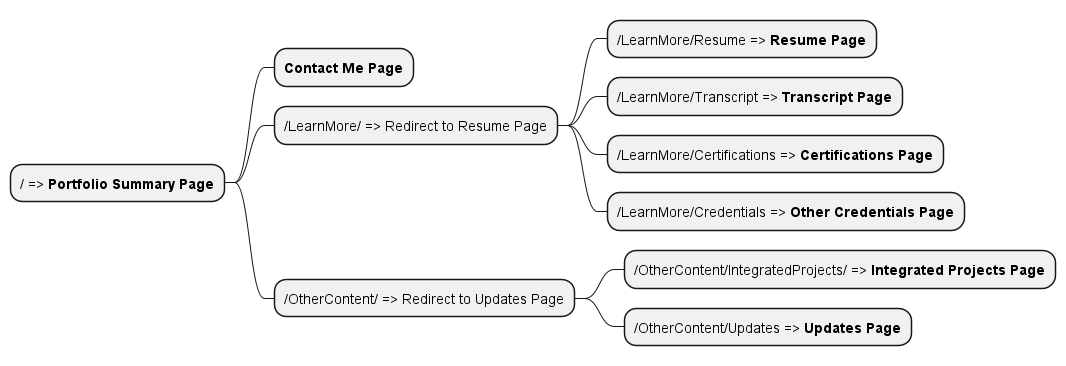 / => Portfolio Summary Page
Contact Me Page
/LearnMore/ => Redirect to Resume Page
/LearnMore/Resume => Resume Page
/LearnMore/Transcript => Transcript Page
/LearnMore/Certifications => Certifications Page
/LearnMore/Credentials => Other Credentials Page
/OtherContent/ => Redirect to Updates Page
/OtherContent/IntegratedProjects/ => Integrated Projects Page
/OtherContent/Updates => Updates Page